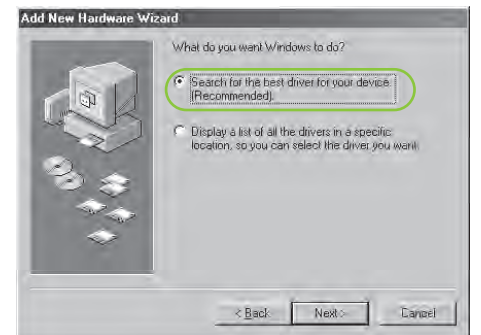 Add New Hardware Wizard
What do you want Windows to do?
Search for the best driver for your device.
(Recommended).
Display a list of all the drivers in a specific
location, so you can select the driver you want.
< Back
Next >
Cancel